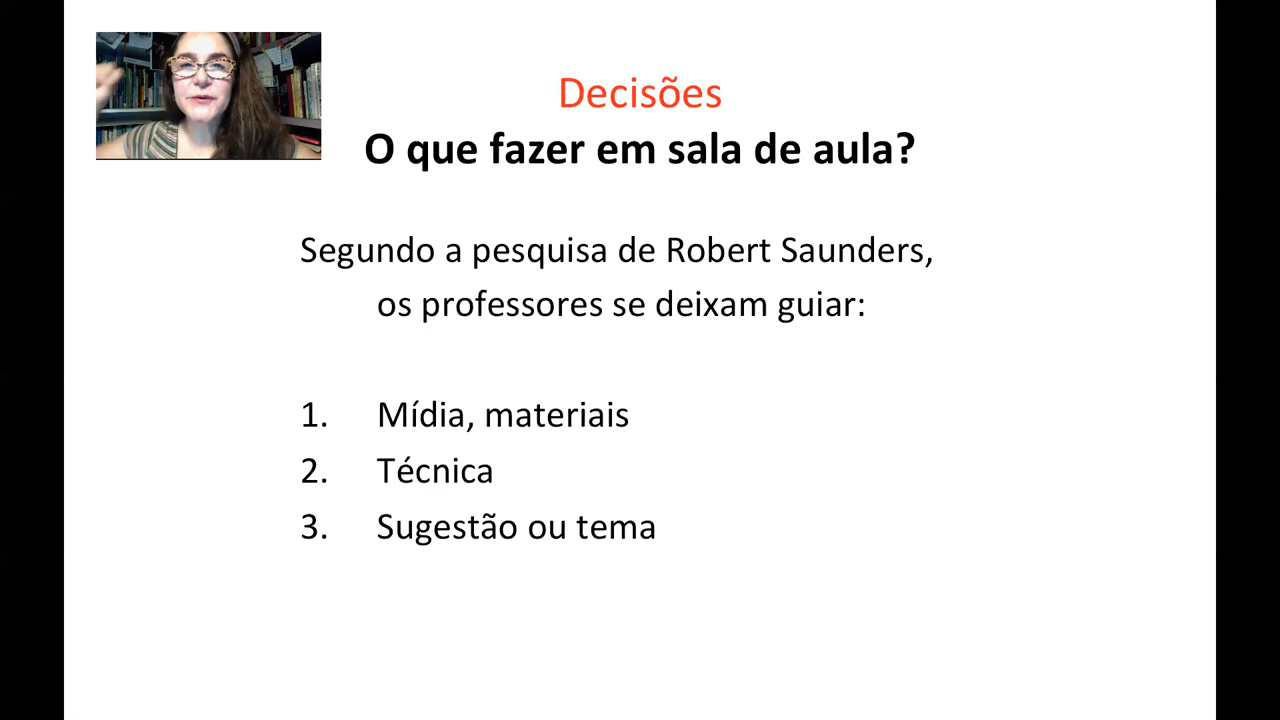 Decisões
O que fazer em sala de aula?
Segundo a pesquisa de Robert Saunders,
os professores se deixam guiar:
1. Mídia, materiais
2. Técnica
3. Sugestão ou tema